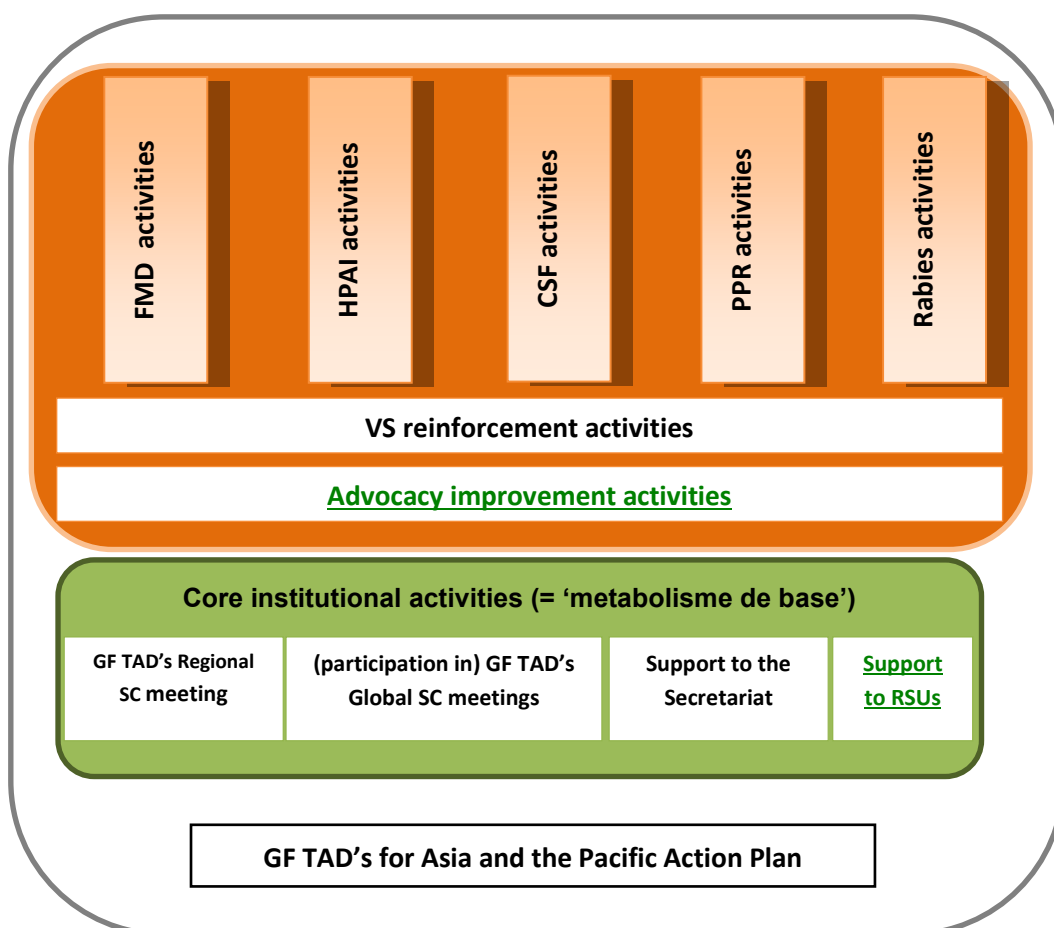 FMD  activities
HPAI activities
CSF activities
PPR activities
Rabies activities
VS reinforcement activities
Advocacy improvement activities
Core institutional activities (= ‘metabolisme de base’)
GF TAD’s Regional
SC meeting
(participation in) GF TAD’s
Global SC meetings
Support to the
Secretariat
Support
to RSUs
GF TAD’s for Asia and the Pacific Action Plan